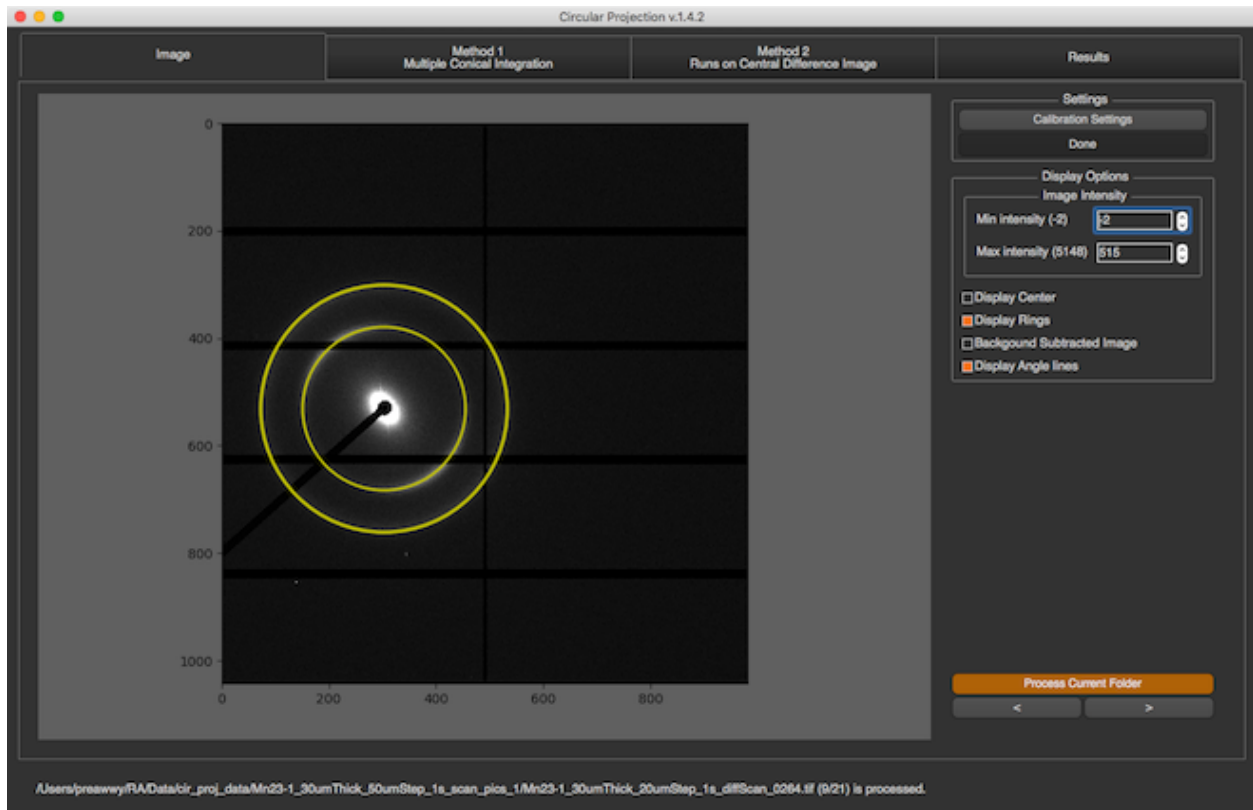 Circular Projection v.1.4.2
Image
Method 1
Multiple Conical Integration
Method 2
Runs on Central Difference Image
Results
Settings
Calibration Settings
Done
Display Options
Image Intensity
Min intensity (-2) -2
Max intensity (5148) 515
Display Center
Display Rings
Backgound Subtracted Image
Display Angle lines
0
200
400
600
800
1000
0 200 400 600 800
Process Current Folder
< >
/Users/preawwy/RA/Data/cir_proj_data/Mn23-1_30umThick_50umStep_1s_scan_pics_1/Mn23-1_30umThick_20umStep_1s_diffScan_0264.tif (9/21) is processed.